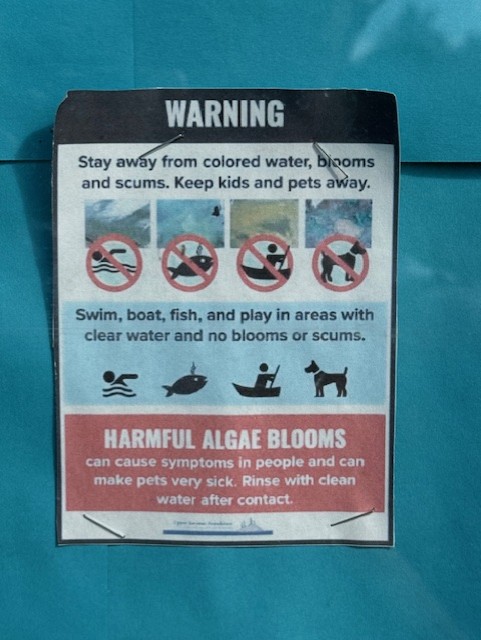 WARNING
Stay away from colored water, blooms
and scums. Keep kids and pets away.
Swim, boat, fish, and play in areas with
clear water and no blooms or scums.
HARMFUL ALGAE BLOOMS
can cause symptoms in people and can
make pets very sick. Rinse with clean
water after contact.